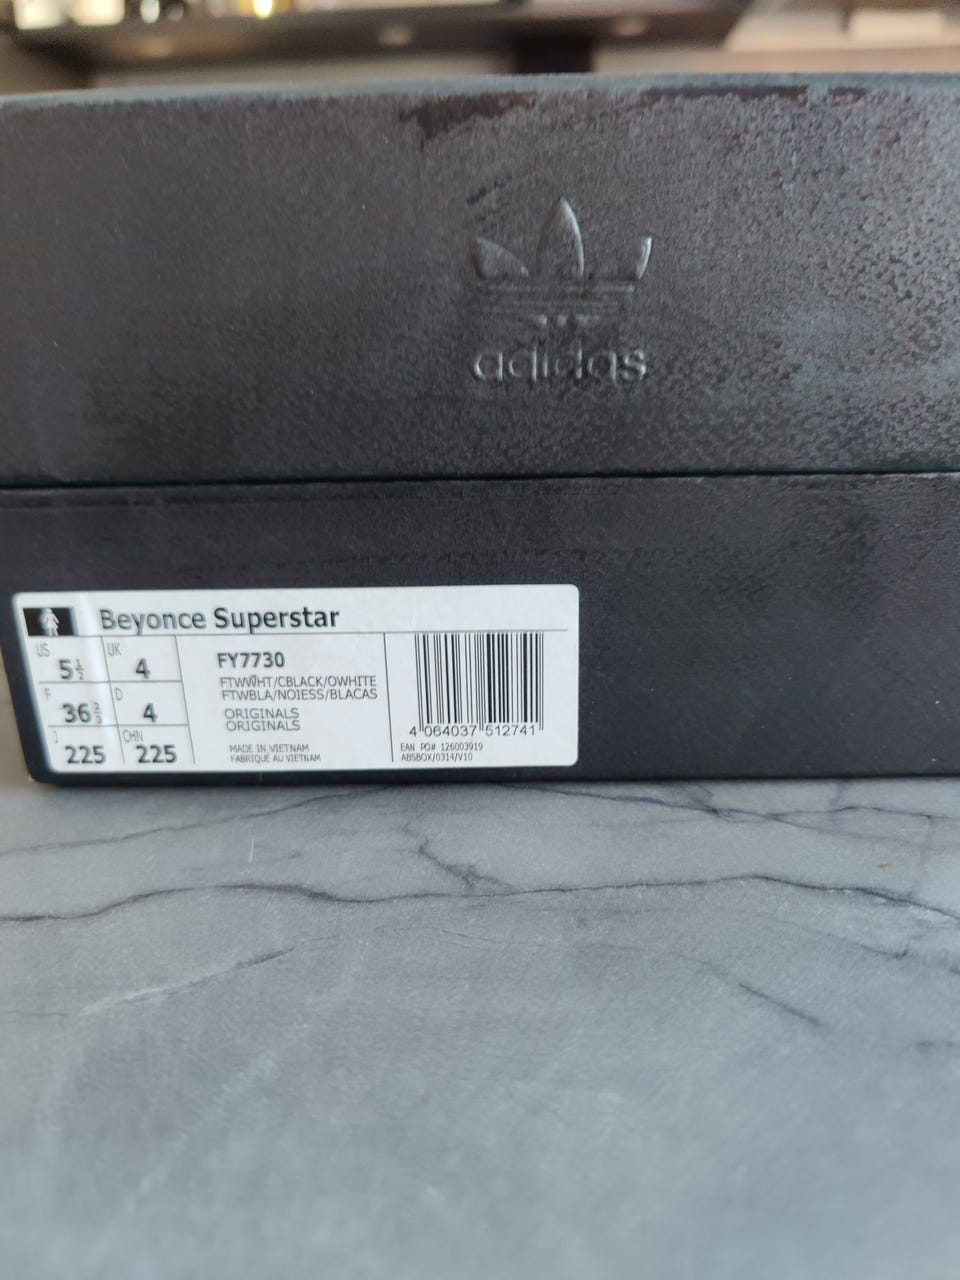 adidas
Beyonce Superstar
US 5½ UK 4
F 36⅔ D 4
J 225 CHN 225
FY7730
FTWWHT/CBLACK/OWHITE
FTWBLA/NOIESS/BLACAS
ORIGINALS
ORIGINALS
MADE IN VIETNAM
FABRIQUÉ AU VIETNAM
4 064037 512741
EAN PO# 126003919
ABSBOX/0314/V10